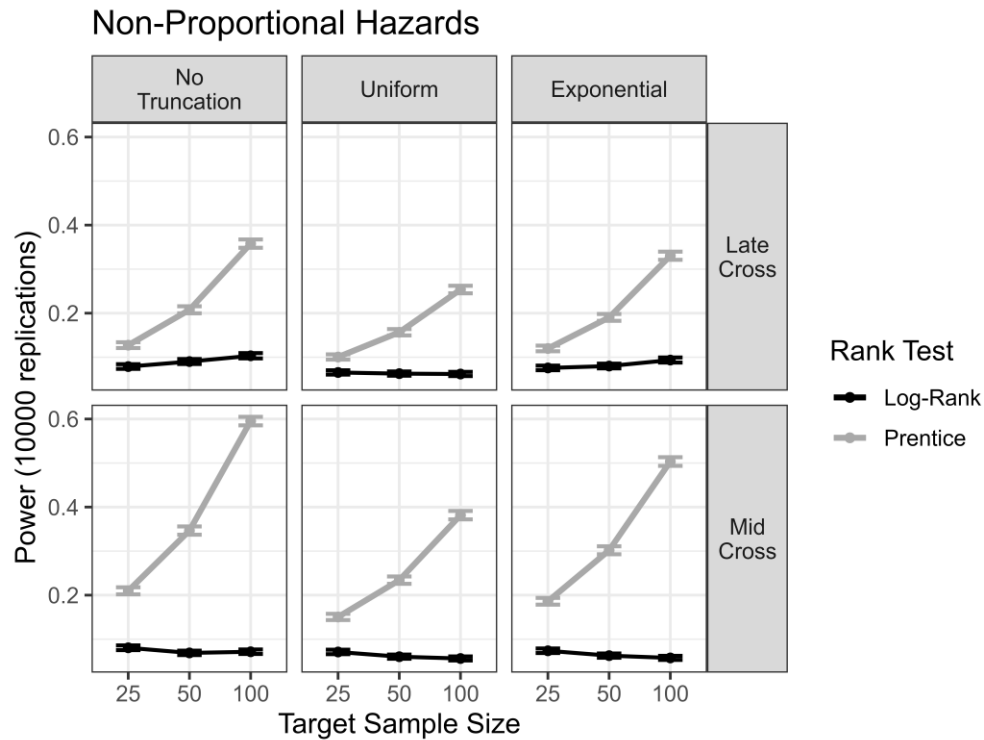 Non-Proportional Hazards
No
Truncation
Uniform
Exponential
0.6
0.4
0.2
Late
Cross
0.6
0.4
0.2
Mid
Cross
Power (10000 replications)
25 50 100
25 50 100
25 50 100
Target Sample Size
Rank Test
Log-Rank
Prentice